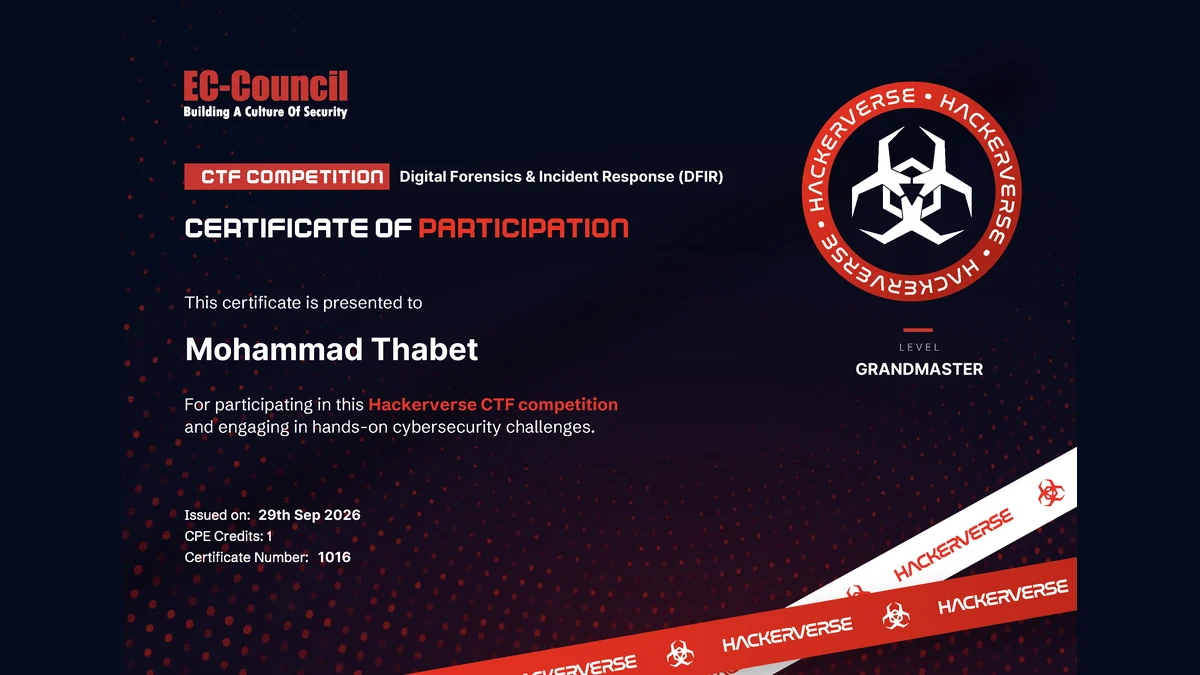 EC-Council
Building A Culture Of Security
CTF COMPETITION Digital Forensics & Incident Response (DFIR)
CERTIFICATE OF PARTICIPATION
This certificate is presented to
Mohammad Thabet
For participating in this Hackerverse CTF competition
and engaging in hands-on cybersecurity challenges.
Issued on: 29th Sep 2026
CPE Credits: 1
Certificate Number: 1016
HACKERVERSE • HACKERVERSE • HACKERVERSE •
LEVEL
GRANDMASTER
HACKERVERSE
HACKERVERSE HACKERVERSE HACKERVERSE